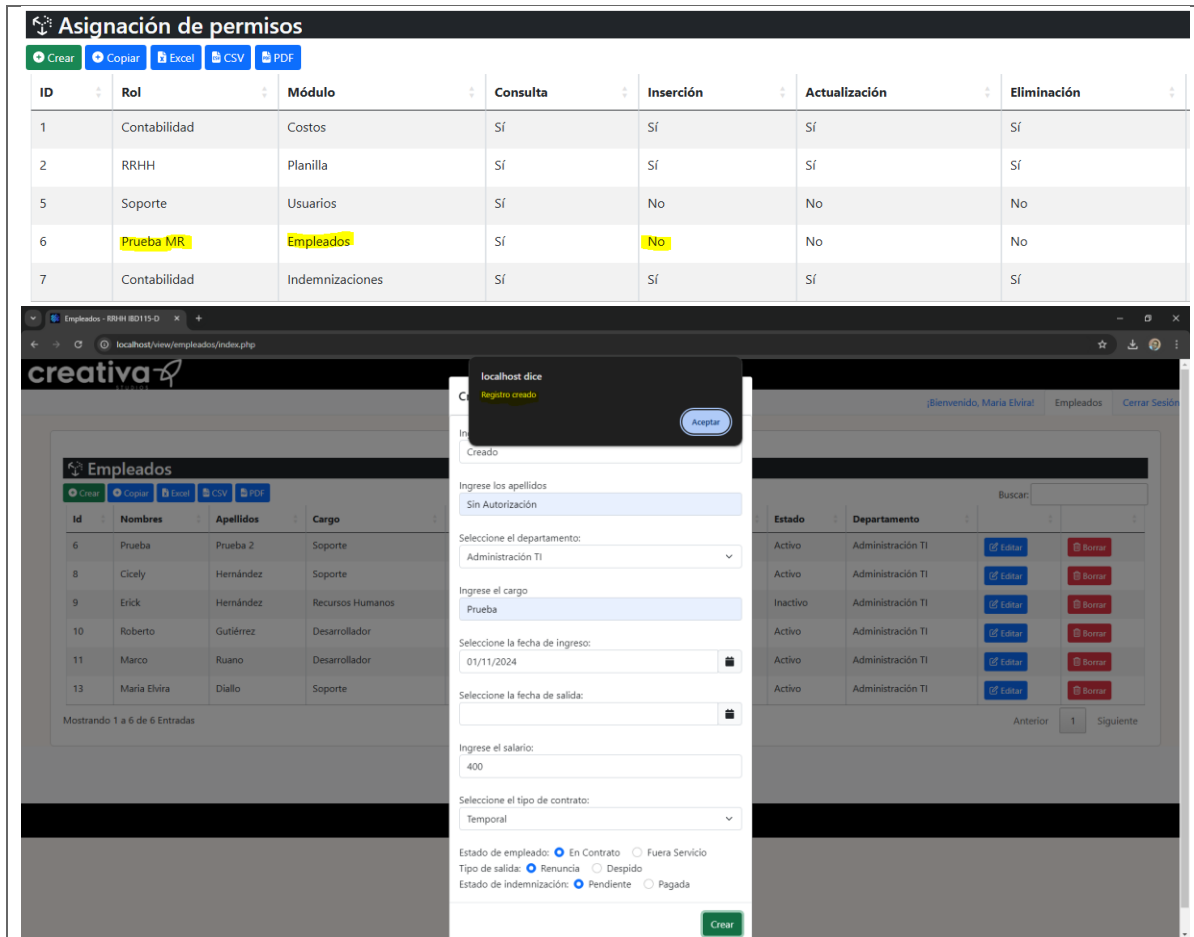 Asignación de permisos
Crear Copiar Excel CSV PDF
ID Rol Módulo Consulta Inserción Actualización Eliminación
1 Contabilidad Costos Sí Sí Sí Sí
2 RRHH Planilla Sí Sí Sí Sí
5 Soporte Usuarios Sí No No No
6 Prueba MR Empleados Sí No No No
7 Contabilidad Indemnizaciones Sí Sí Sí Sí
Empleados - RRHH IBD115-D
localhost/view/empleados/index.php
creativa
STUDIOS
localhost dice
Registro creado
Aceptar
¡Bienvenido, María Elvira! Empleados Cerrar Sesión
Creado
Ingrese los apellidos
Sin Autorización
Seleccione el departamento:
Administración TI
Ingrese el cargo
Prueba
Seleccione la fecha de ingreso:
01/11/2024
Seleccione la fecha de salida:
Ingrese el salario:
400
Seleccione el tipo de contrato:
Temporal
Estado de empleado: En Contrato Fuera Servicio
Tipo de salida: Renuncia Despido
Estado de indemnización: Pendiente Pagada
Crear
Empleados
Crear Copiar Excel CSV PDF
Buscar:
Id Nombres Apellidos Cargo Estado Departamento
6 Prueba Prueba 2 Soporte Activo Administración TI Editar Borrar
8 Cicely Hernández Soporte Activo Administración TI Editar Borrar
9 Erick Hernández Recursos Humanos Inactivo Administración TI Editar Borrar
10 Roberto Gutiérrez Desarrollador Activo Administración TI Editar Borrar
11 Marco Ruano Desarrollador Activo Administración TI Editar Borrar
13 María Elvira Diallo Soporte Activo Administración TI Editar Borrar
Mostrando 1 a 6 de 6 Entradas
Anterior 1 Siguiente